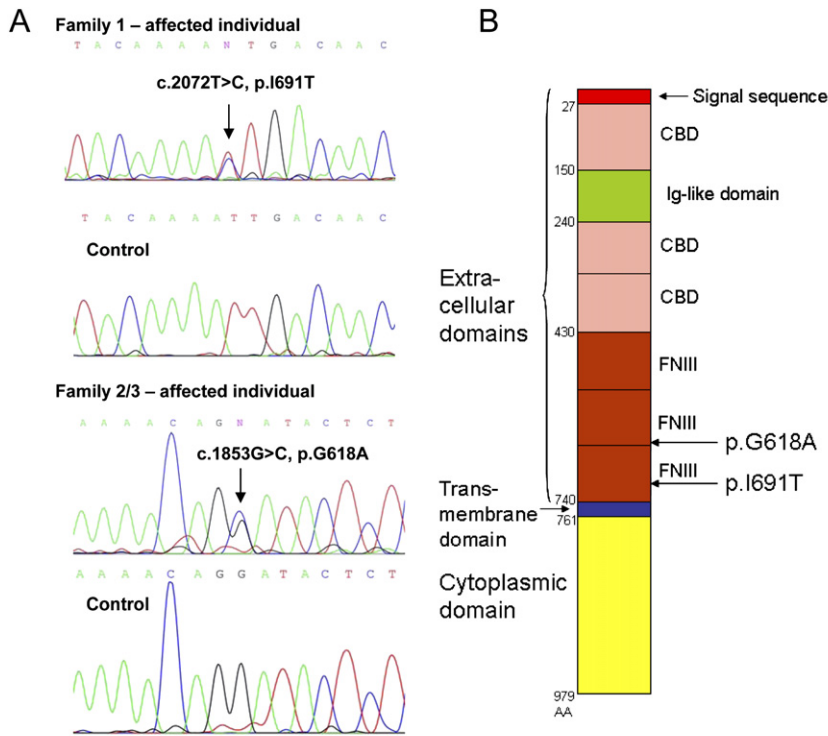 A
Family 1 – affected individual
T A C A A A A N T G A C A A C
c.2072T>C, p.I691T
T A C A A A A T T G A C A A C
Control
Family 2/3 – affected individual
A A A A C A G N A T A C T C T
c.1853G>C, p.G618A
A A A A C A G G A T A C T C T
Control
B
Signal sequence
27
CBD
150
Ig-like domain
240
CBD
Extra-
cellular
domains
CBD
430
FNIII
FNIII
p.G618A
FNIII
p.I691T
Trans-
membrane
domain
740
761
Cytoplasmic
domain
979
AA